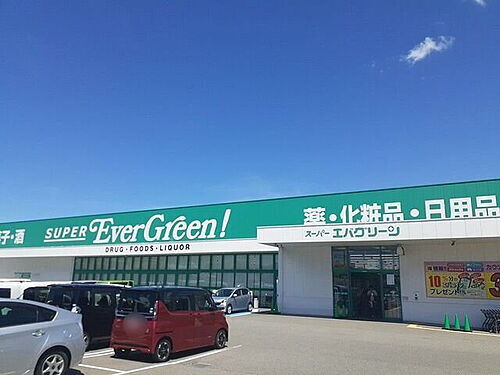 子・酒
SUPER EverGreen!
DRUG・FOODS・LIQUOR
薬・化粧品・日用品
スーパー エバグリーン
10
プレゼント